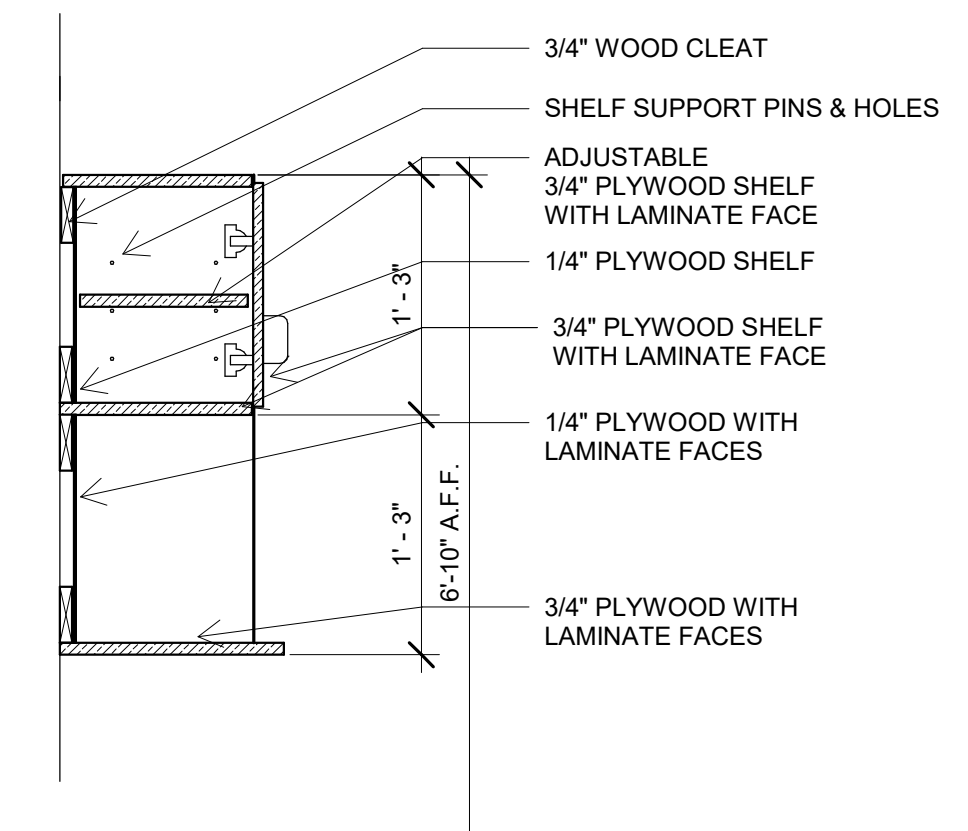 3/4" WOOD CLEAT
SHELF SUPPORT PINS & HOLES
ADJUSTABLE
3/4" PLYWOOD SHELF
WITH LAMINATE FACE
1/4" PLYWOOD SHELF
3/4" PLYWOOD SHELF
WITH LAMINATE FACE
1/4" PLYWOOD WITH
LAMINATE FACES
3/4" PLYWOOD WITH
LAMINATE FACES
1' - 3"
1' - 3"
6'-10" A.F.F.